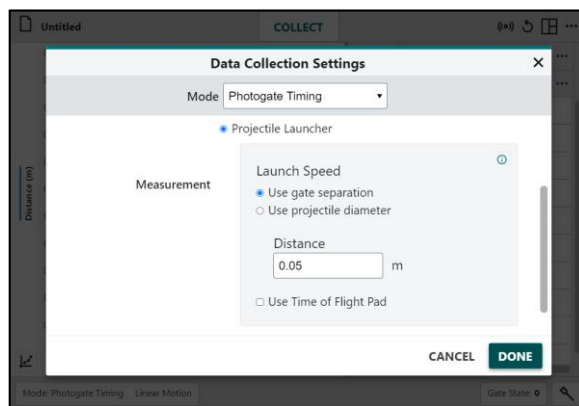 Untitled
COLLECT
Data Collection Settings
Mode Photogate Timing
Projectile Launcher
Measurement
Launch Speed
Use gate separation
Use projectile diameter
Distance
0.05 m
Use Time of Flight Pad
CANCEL DONE
Distance (m)
Mode: Photogate Timing Linear Motion
Gate State: 0